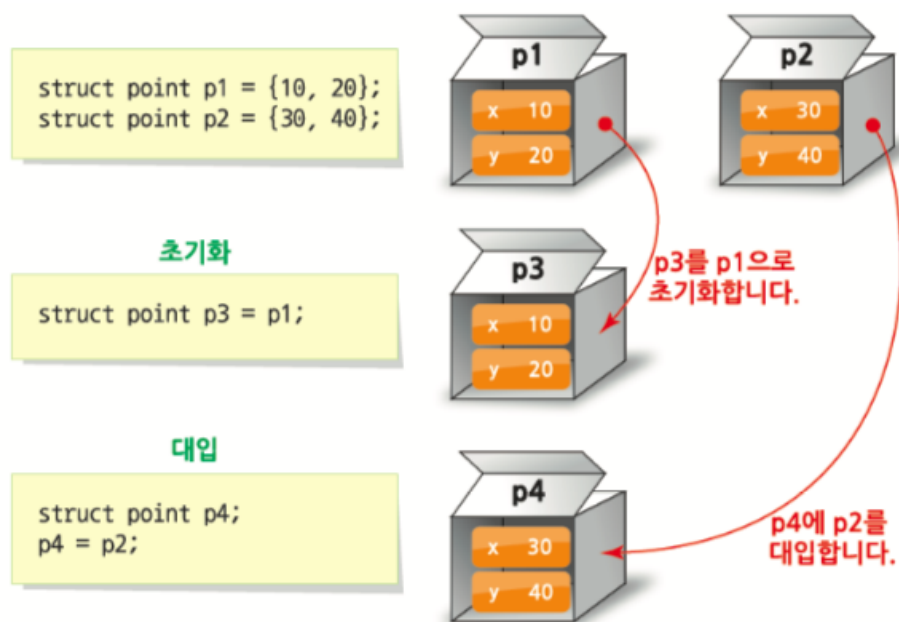 struct point p1 = {10, 20};
struct point p2 = {30, 40};
p1
x 10
y 20
p2
x 30
y 40
초기화
struct point p3 = p1;
p3
x 10
y 20
p3를 p1으로
초기화합니다.
대입
struct point p4;
p4 = p2;
p4
x 30
y 40
p4에 p2를
대입합니다.